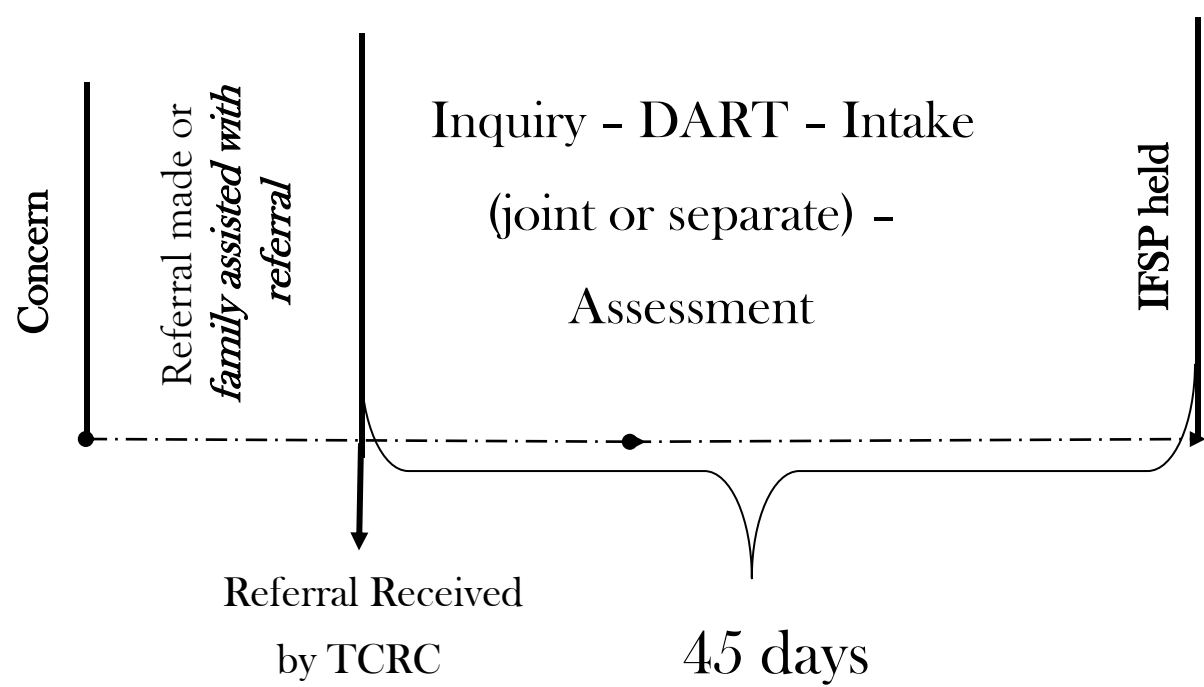 Concern
Referral made or
family assisted with
referral
Inquiry – DART – Intake
(joint or separate) –
Assessment
IFSP held
Referral Received
by TCRC
45 days